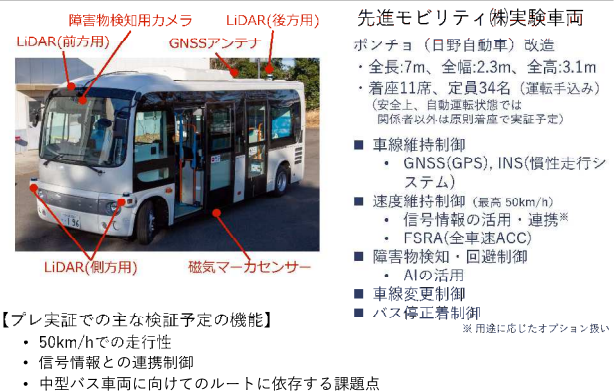 障害物検知用カメラ
LiDAR(後方用)
LiDAR(前方用)
GNSSアンテナ
LiDAR(側方用)
磁気マーカセンサー
196
先進モビリティ㈱実験車両
ポンチョ（日野自動車）改造
・全長:7m、全幅:2.3m、全高:3.1m
・着座11席、定員34名（運転手込み）
（安全上、自動運転状態では
関係者以外は原則着座で実証予定）
■ 車線維持制御
• GNSS(GPS), INS(慣性走行シ
ステム)
■ 速度維持制御（最高 50km/h）
• 信号情報の活用・連携※
• FSRA(全車速ACC)
■ 障害物検知・回避制御
• AIの活用
■ 車線変更制御
■ バス停正着制御
※ 用途に応じたオプション扱い
【プレ実証での主な検証予定の機能】
• 50km/hでの走行性
• 信号情報との連携制御
• 中型バス車両に向けてのルートに依存する課題点